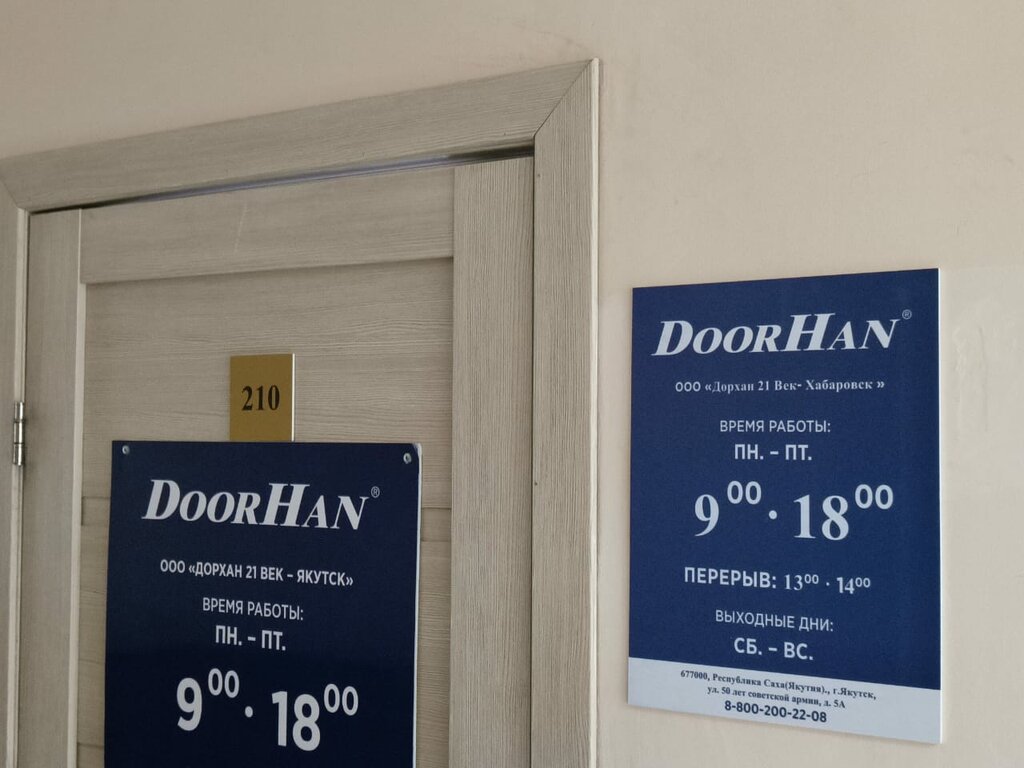 210
DOORHAN®
ООО «ДОРХАН 21 ВЕК – ЯКУТСК»
ВРЕМЯ РАБОТЫ:
ПН. – ПТ.
9⁰⁰ · 18⁰⁰
DOORHAN®
ООО «Дорхан 21 Век- Хабаровск »
ВРЕМЯ РАБОТЫ:
ПН. – ПТ.
9⁰⁰ · 18⁰⁰
ПЕРЕРЫВ: 13⁰⁰ · 14⁰⁰
ВЫХОДНЫЕ ДНИ:
СБ. – ВС.
677000, Республика Саха(Якутия)., г.Якутск,
ул. 50 лет советской армии, д. 5А
8-800-200-22-08